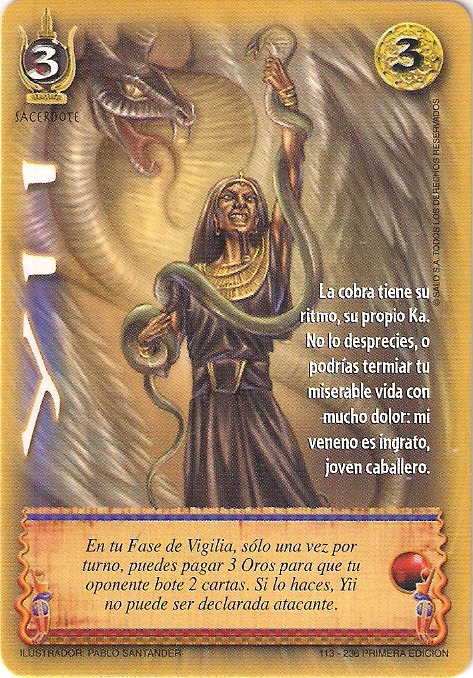 3
3
SACERDOTE
YII
© SALO S.A. TODOS LOS DERECHOS RESERVADOS
La cobra tiene su
ritmo, su propio Ka.
No lo desprecies, o
podrías termiar tu
miserable vida con
mucho dolor: mi
veneno es ingrato,
joven caballero.
En tu Fase de Vigilia, sólo una vez por
turno, puedes pagar 3 Oros para que tu
oponente bote 2 cartas. Si lo haces, Yii
no puede ser declarada atacante.
ILUSTRADOR: PABLO SANTANDER
113 - 236 PRIMERA EDICION